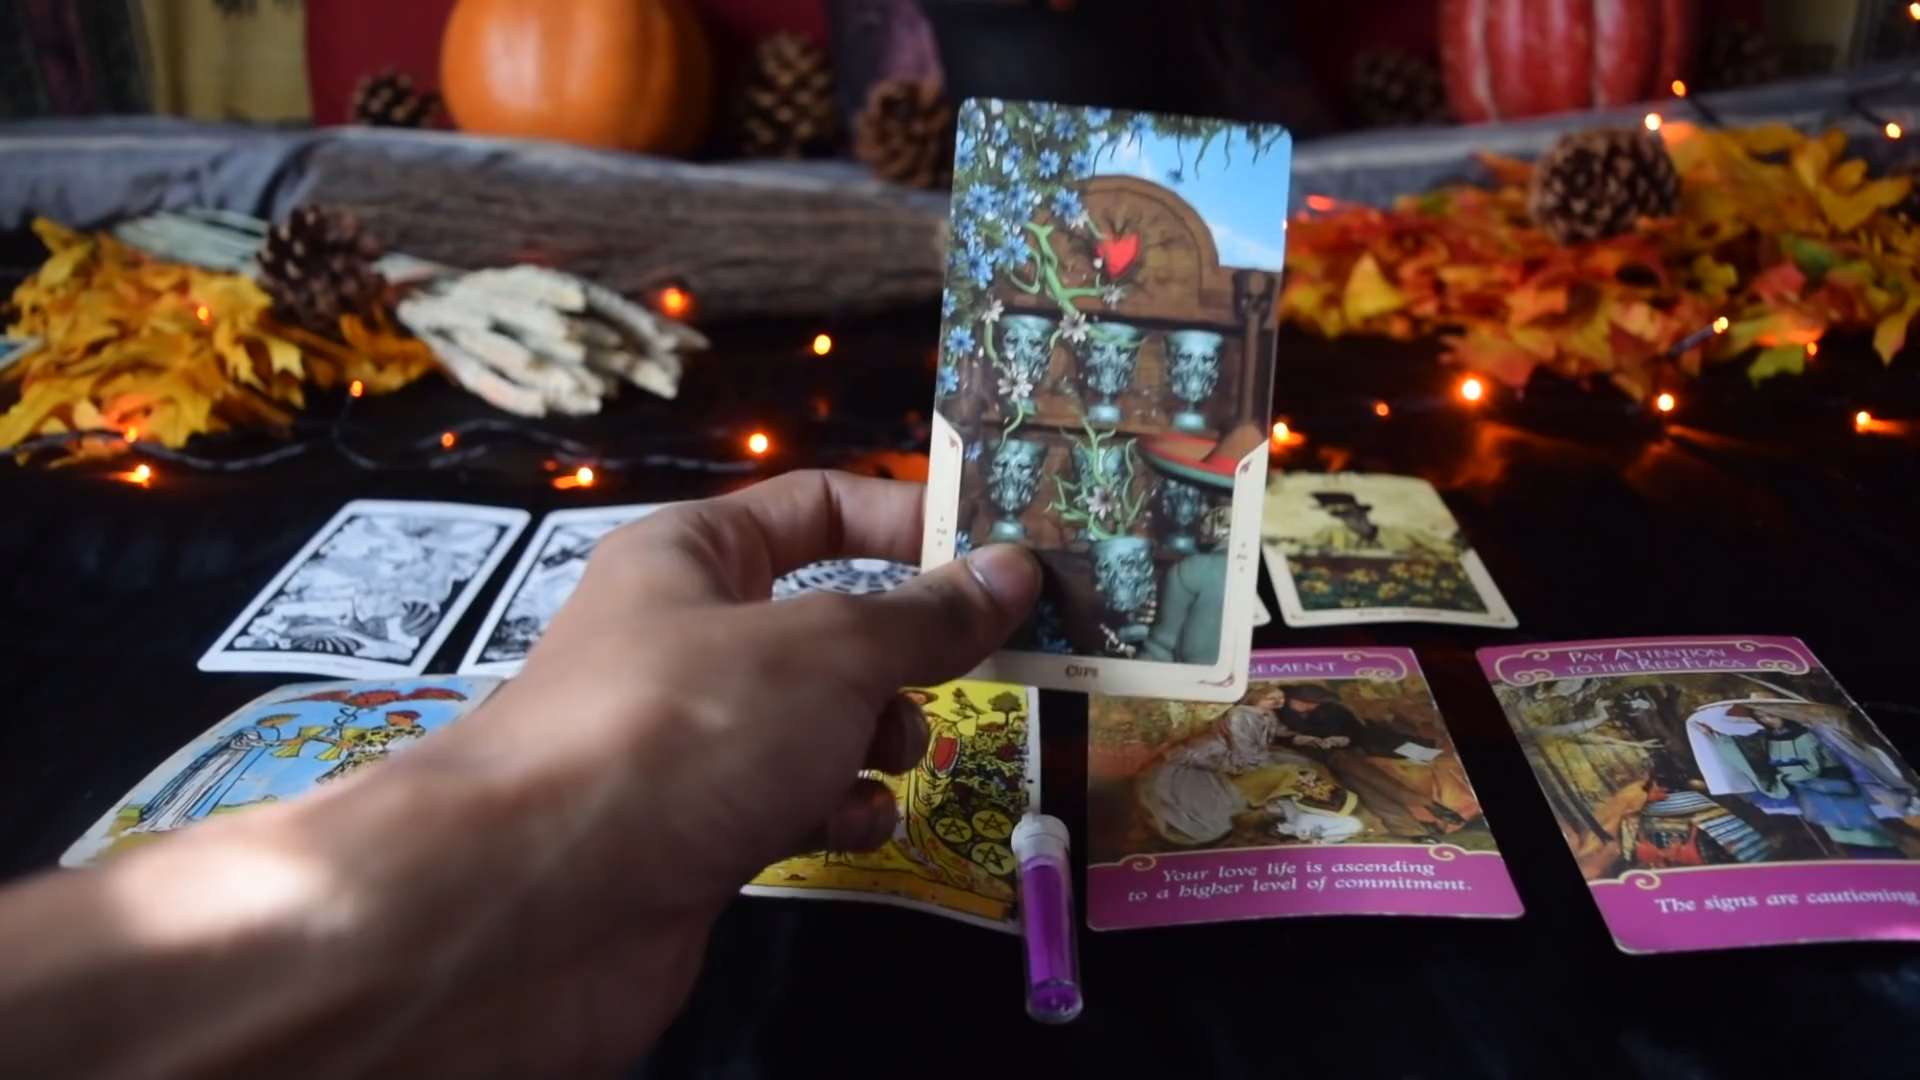 CUPS
GEMENT
PAY ATTENTION
TO THE RED FLAGS
Your love life is ascending
to a higher level of commitment.
The signs are cautioning